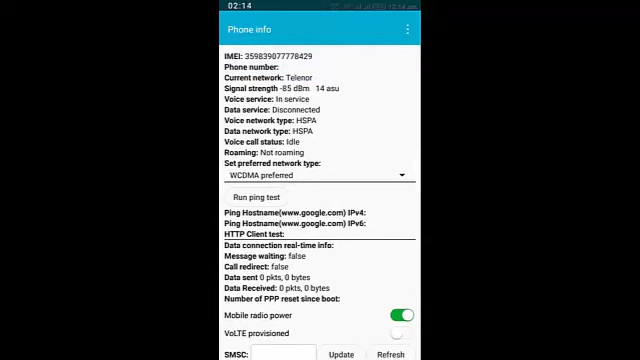 02:14
12:14 am
Phone info
IMEI: 359839077778429
Phone number:
Current network: Telenor
Signal strength -85 dBm 14 asu
Voice service: In service
Data service: Disconnected
Voice network type: HSPA
Data network type: HSPA
Voice call status: Idle
Roaming: Not roaming
Set preferred network type:
WCDMA preferred
Run ping test
Ping Hostname(www.google.com) IPv4:
Ping Hostname(www.google.com) IPv6:
HTTP Client test:
Data connection real-time info:
Message waiting: false
Call redirect: false
Data sent 0 pkts, 0 bytes
Data Received: 0 pkts, 0 bytes
Number of PPP reset since boot:
Mobile radio power
VoLTE provisioned
SMSC: Update Refresh